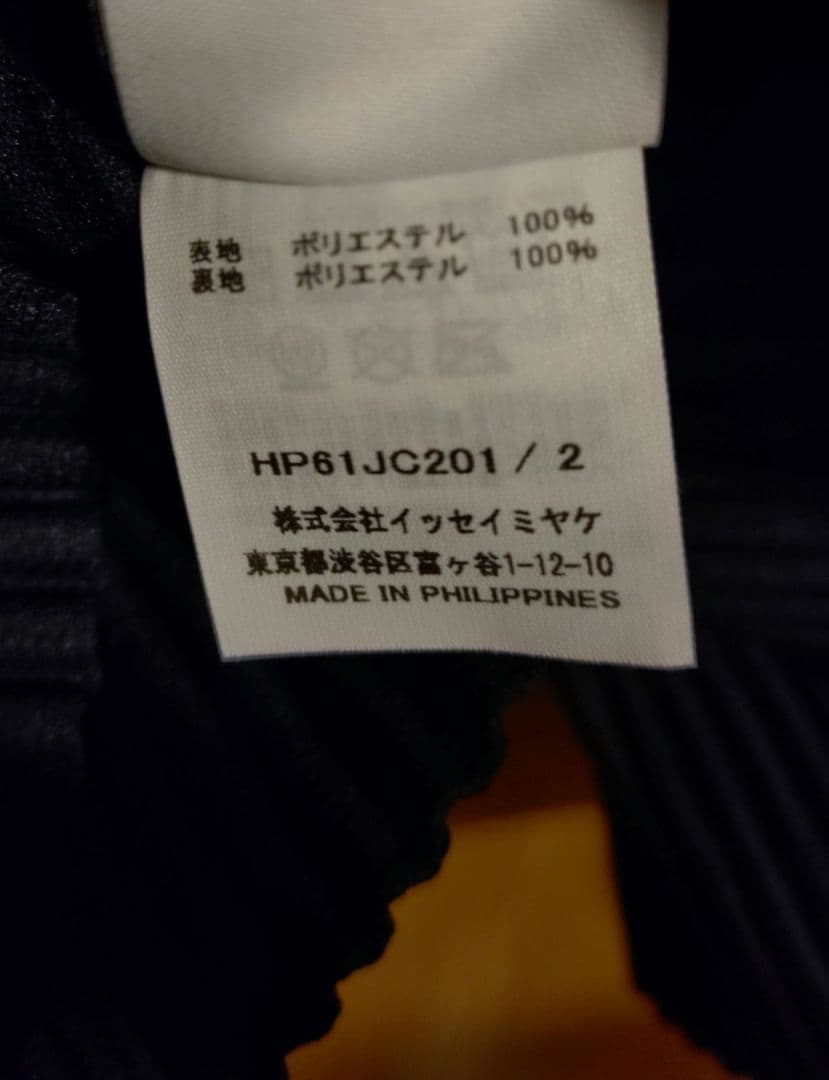 表地 ポリエステル 100%
裏地 ポリエステル 100%
HP61JC201 / 2
株式会社イッセイミヤケ
東京都渋谷区富ヶ谷1-12-10
MADE IN PHILIPPINES